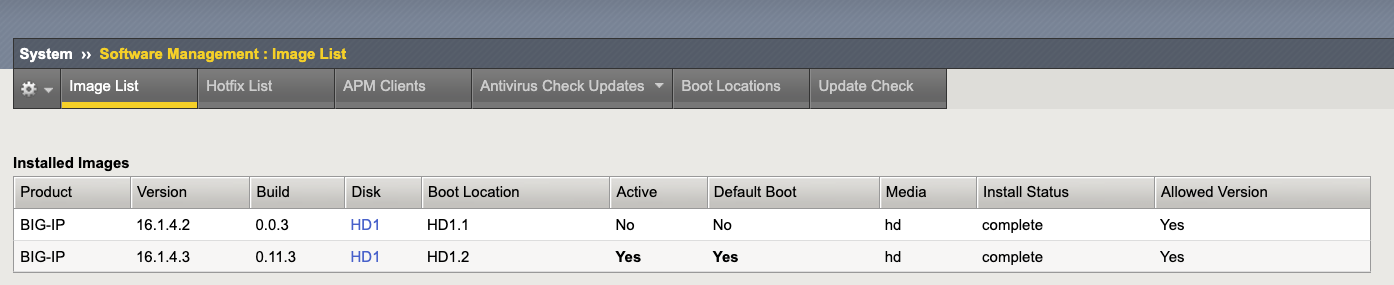 System » Software Management : Image List
Image List Hotfix List APM Clients Antivirus Check Updates Boot Locations Update Check
Installed Images
Product Version Build Disk Boot Location Active Default Boot Media Install Status Allowed Version
BIG-IP 16.1.4.2 0.0.3 HD1 HD1.1 No No hd complete Yes
BIG-IP 16.1.4.3 0.11.3 HD1 HD1.2 Yes Yes hd complete Yes